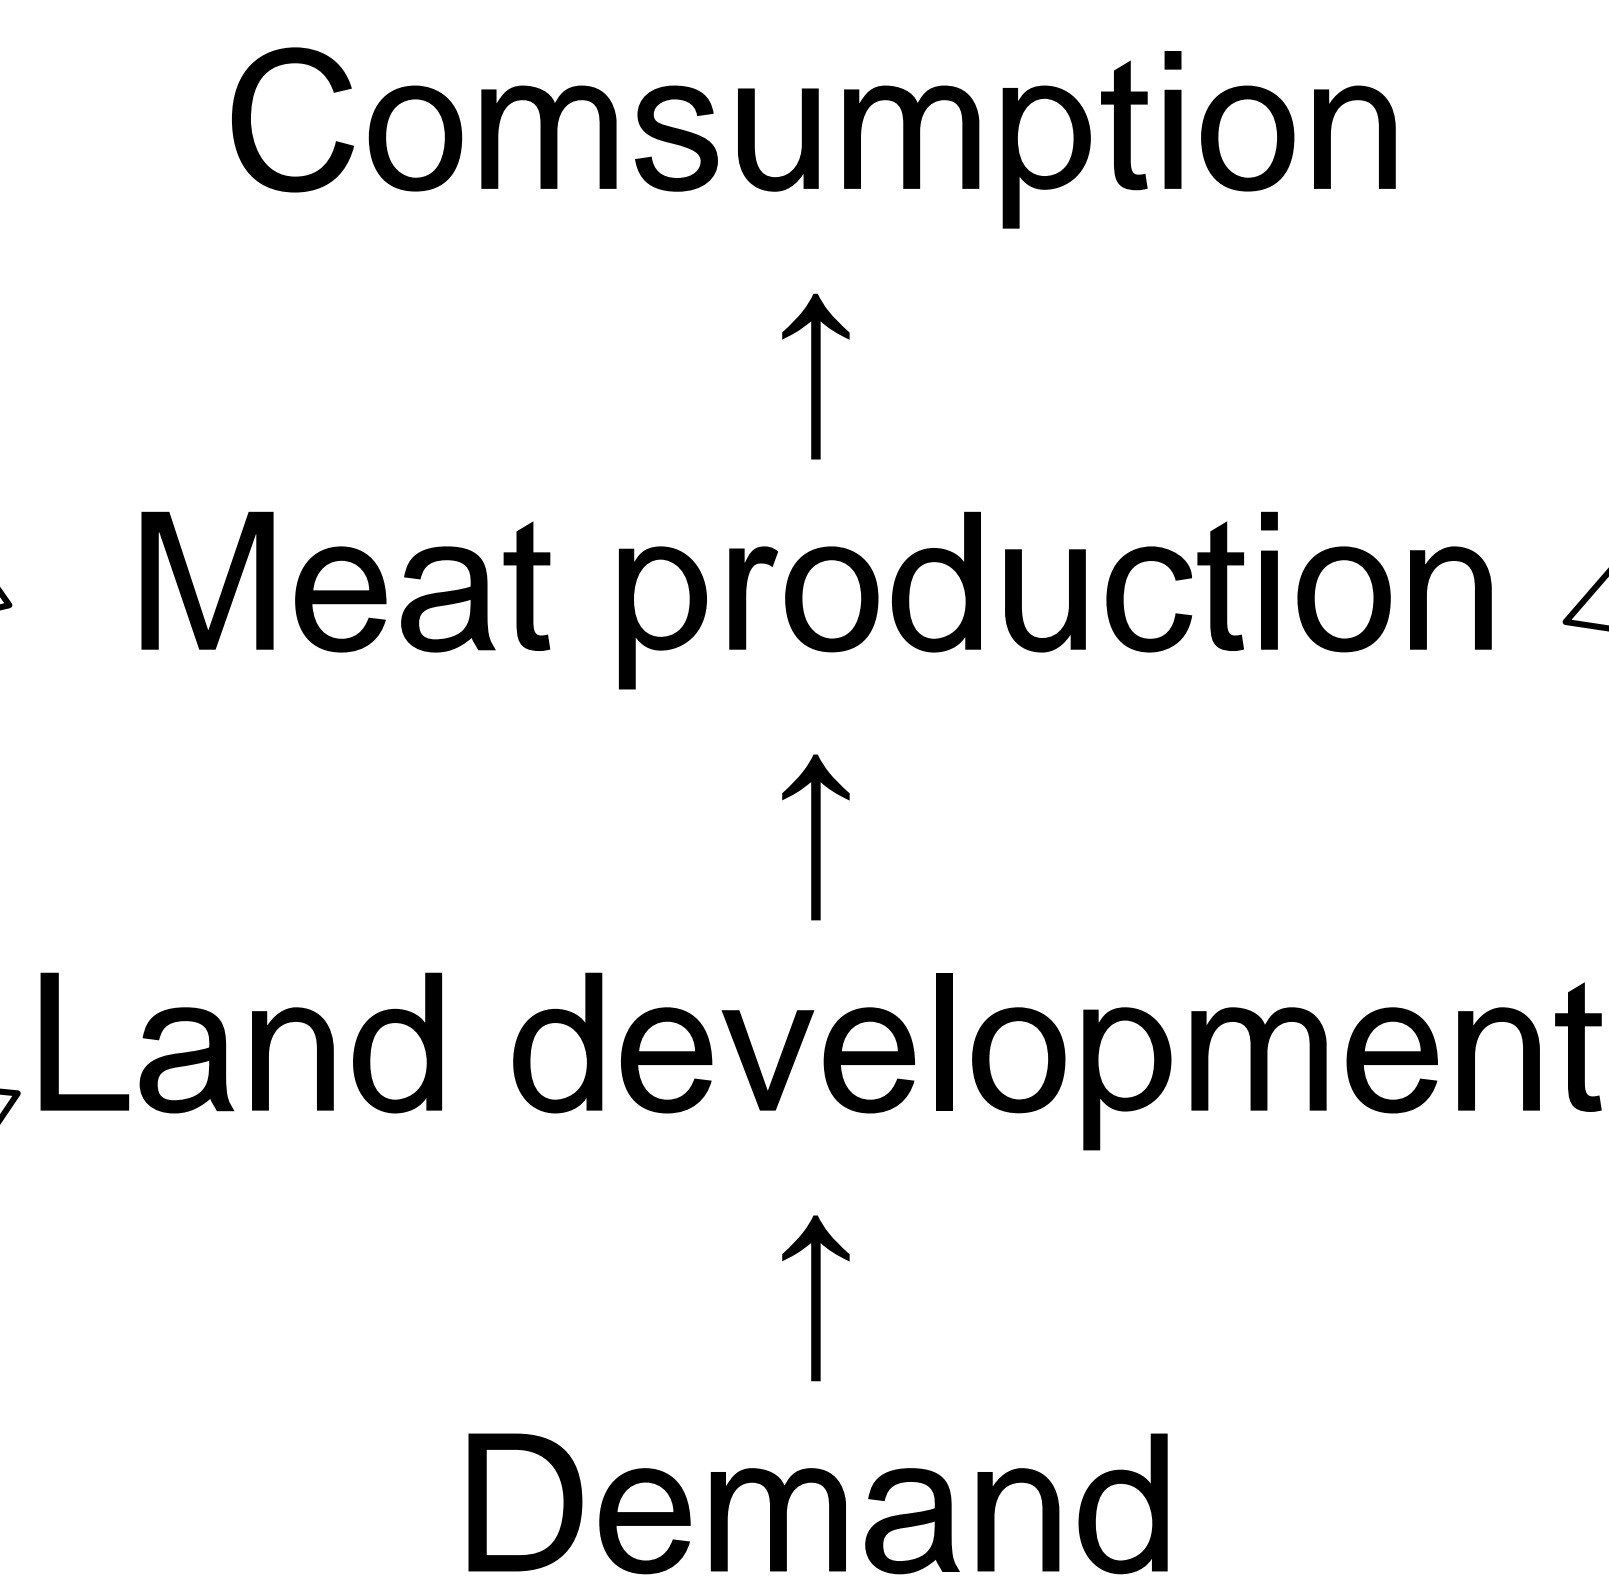 Comsumption
↑
Meat production
↑
Land development
↑
Demand